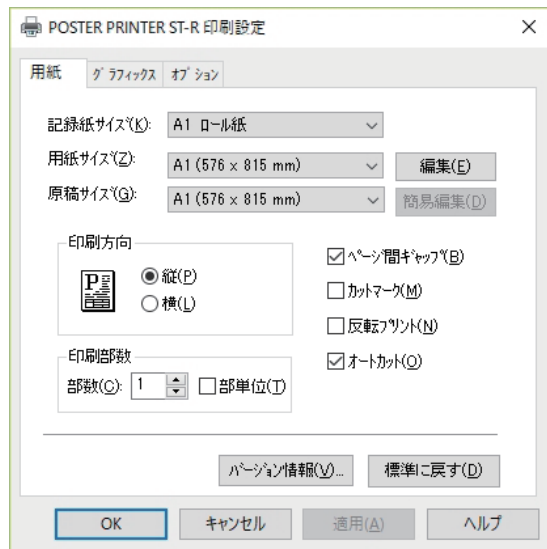 POSTER PRINTER ST-R 印刷設定
用紙 グラフィックス オプション
記録紙サイズ(K): A1 ロール紙
用紙サイズ(Z): A1 (576 x 815 mm) 編集(E)
原稿サイズ(G): A1 (576 x 815 mm) 簡易編集(D)
印刷方向
縦(P)
横(L)
ページ間ギャップ(B)
カットマーク(M)
反転プリント(N)
オートカット(O)
印刷部数
部数(C): 1 部単位(T)
バージョン情報(V)... 標準に戻す(D)
OK キャンセル 適用(A) ヘルプ